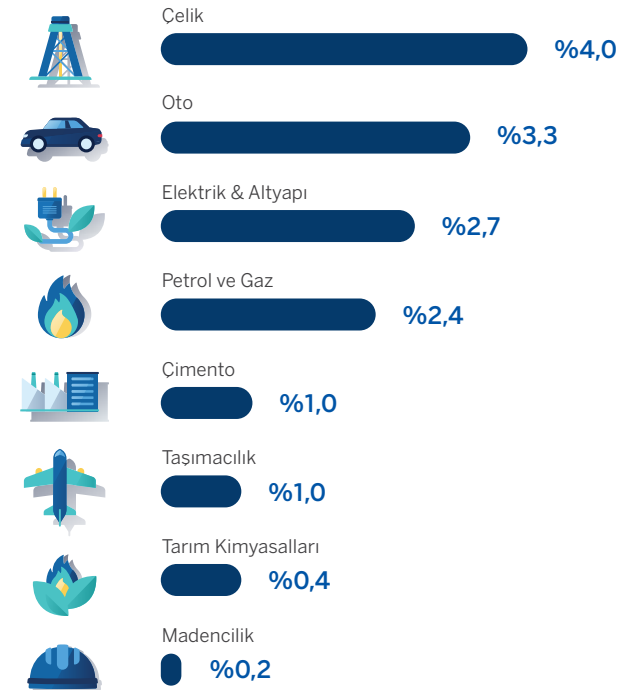 Çelik
%4,0
Oto
%3,3
Elektrik & Altyapı
%2,7
Petrol ve Gaz
%2,4
Çimento
%1,0
Taşımacılık
%1,0
Tarım Kimyasalları
%0,4
Madencilik
%0,2